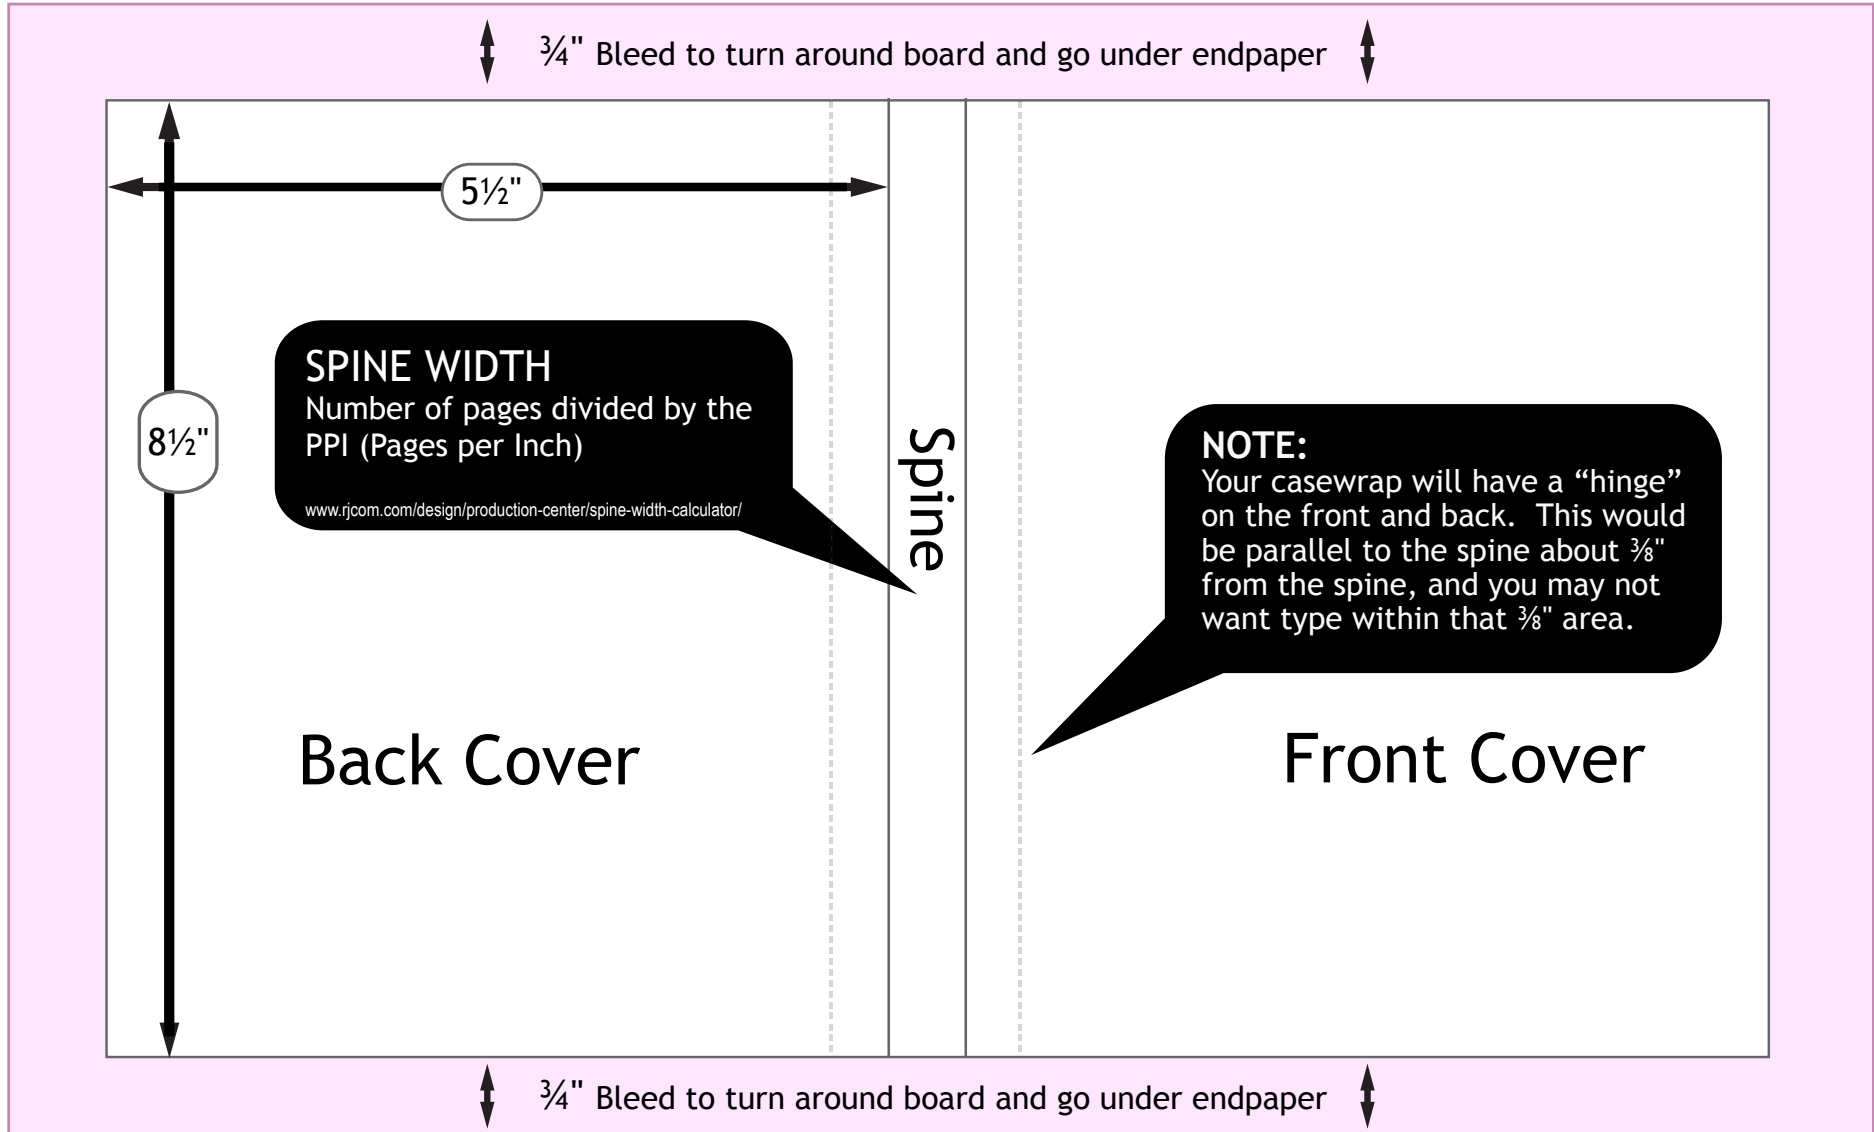 ¾" Bleed to turn around board and go under endpaper
5½"
8½"
SPINE WIDTH
Number of pages divided by the
PPI (Pages per Inch)
www.rjcom.com/design/production-center/spine-width-calculator/
Spine
NOTE:
Your casewrap will have a “hinge”
on the front and back.  This would
be parallel to the spine about ⅜"
from the spine, and you may not
want type within that ⅜" area.
Back Cover
Front Cover
¾" Bleed to turn around board and go under endpaper